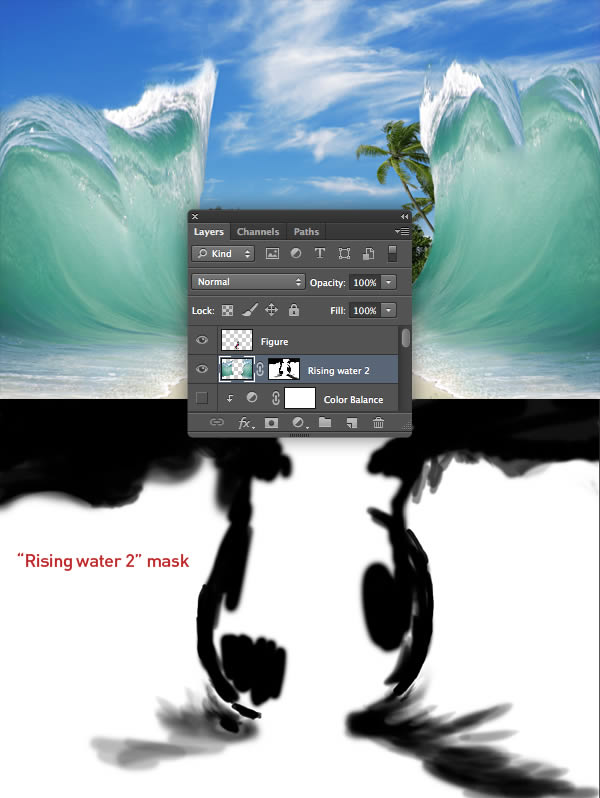 Layers Channels Paths
Kind
Normal Opacity: 100%
Lock: Fill: 100%
Figure
Rising water 2
Color Balance
fx
“Rising water 2” mask